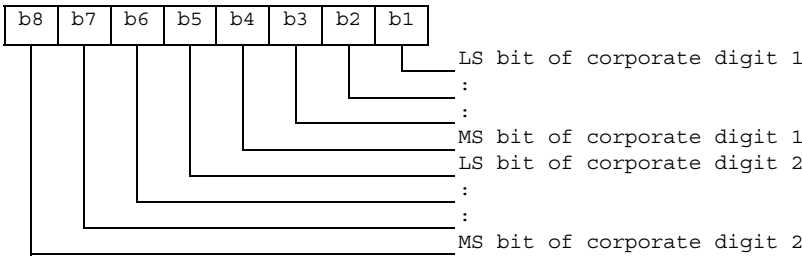 b8 b7 b6 b5 b4 b3 b2 b1
LS bit of corporate digit 1
:
:
MS bit of corporate digit 1
LS bit of corporate digit 2
:
:
MS bit of corporate digit 2